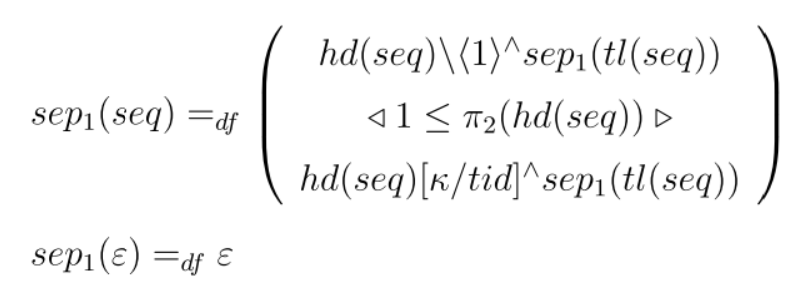 hd(seq)\⟨1⟩^sep₁(tl(seq))
sep₁(seq) =df ( ◁ 1 ≤ π₂(hd(seq)) ▷ )
hd(seq)[κ/tid]^sep₁(tl(seq))
sep₁(ε) =df ε